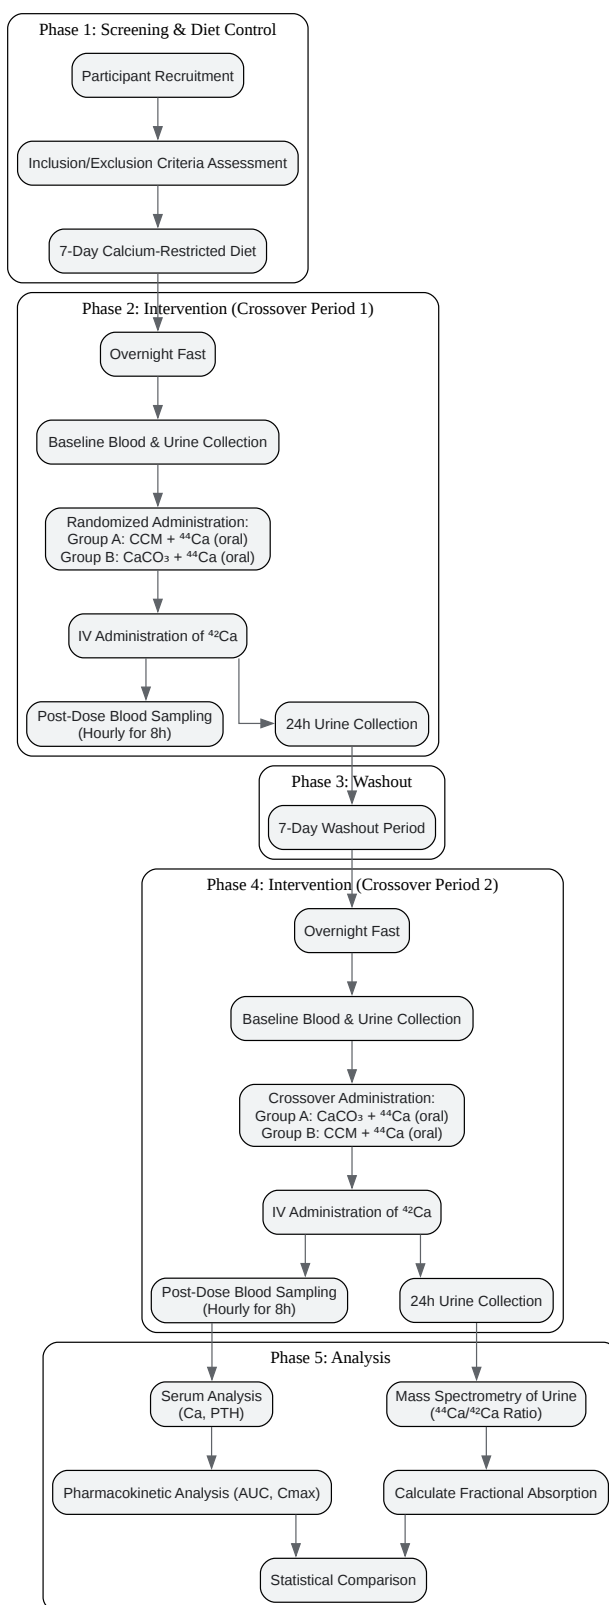 Phase 1: Screening & Diet Control
Participant Recruitment
Inclusion/Exclusion Criteria Assessment
7-Day Calcium-Restricted Diet
Phase 2: Intervention (Crossover Period 1)
Overnight Fast
Baseline Blood & Urine Collection
Randomized Administration:
Group A: CCM + ⁴⁴Ca (oral)
Group B: CaCO₃ + ⁴⁴Ca (oral)
IV Administration of ⁴²Ca
Post-Dose Blood Sampling
(Hourly for 8h)
24h Urine Collection
Phase 3: Washout
7-Day Washout Period
Phase 4: Intervention (Crossover Period 2)
Overnight Fast
Baseline Blood & Urine Collection
Crossover Administration:
Group A: CaCO₃ + ⁴⁴Ca (oral)
Group B: CCM + ⁴⁴Ca (oral)
IV Administration of ⁴²Ca
Post-Dose Blood Sampling
(Hourly for 8h)
24h Urine Collection
Phase 5: Analysis
Serum Analysis
(Ca, PTH)
Mass Spectrometry of Urine
(⁴⁴Ca/⁴²Ca Ratio)
Pharmacokinetic Analysis (AUC, Cmax)
Calculate Fractional Absorption
Statistical Comparison